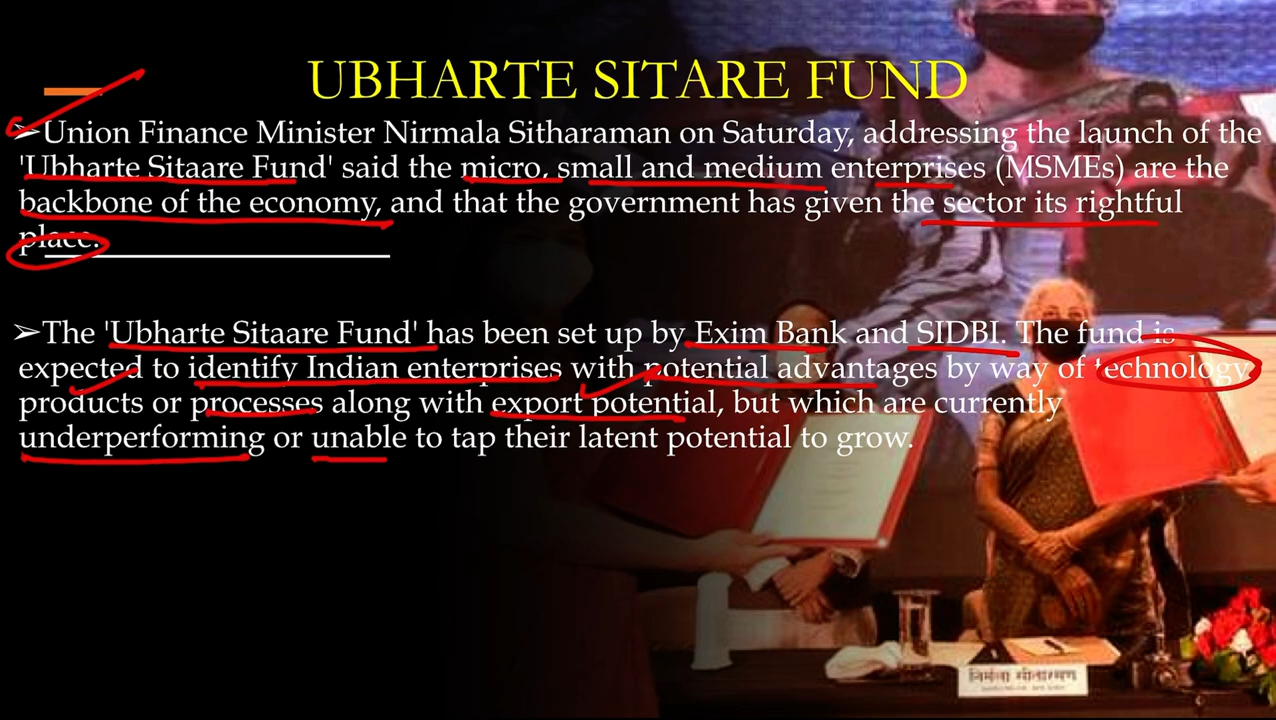 UBHARTE SITARE FUND
➢Union Finance Minister Nirmala Sitharaman on Saturday, addressing the launch of the
'Ubharte Sitaare Fund' said the micro, small and medium enterprises (MSMEs) are the
backbone of the economy, and that the government has given the sector its rightful
place.
➢The 'Ubharte Sitaare Fund' has been set up by Exim Bank and SIDBI. The fund is
expected to identify Indian enterprises with potential advantages by way of technology,
products or processes along with export potential, but which are currently
underperforming or unable to tap their latent potential to grow.
निर्मला सीतारमण